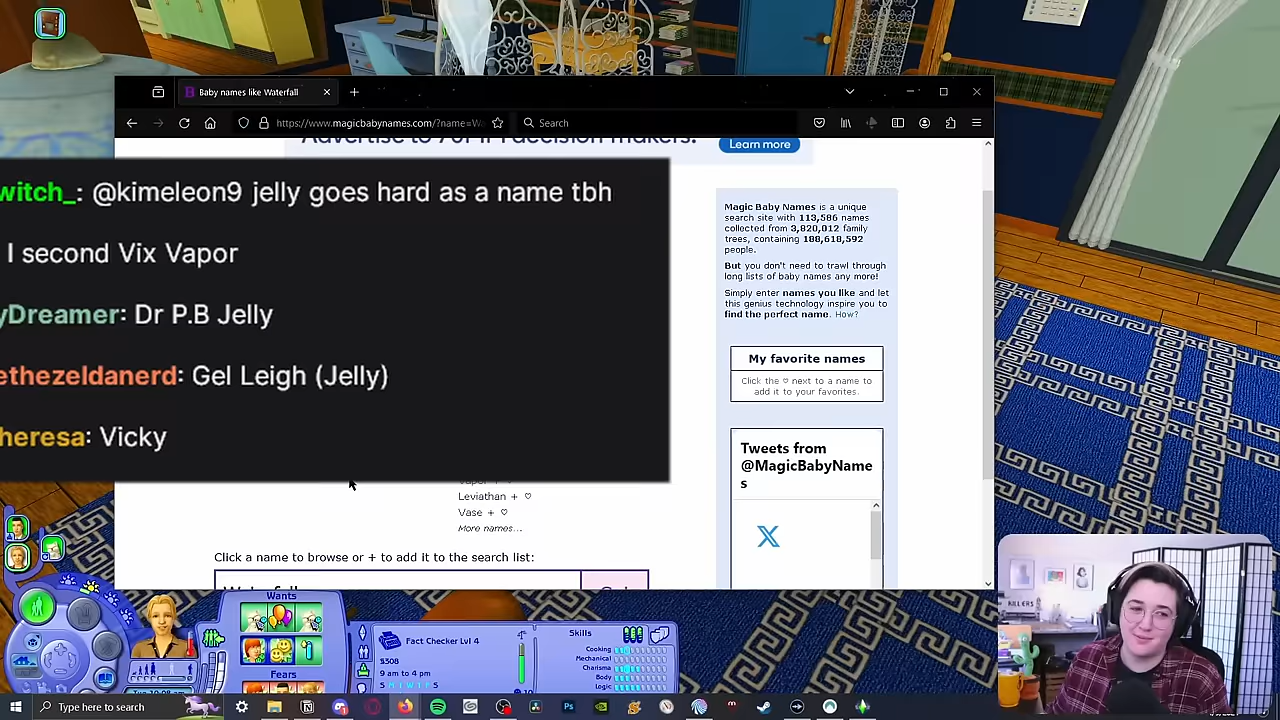 Baby names like Waterfall
https://www.magicbabynames.com/?name=W
Search
Learn more
witch_: @kimeleon9 jelly goes hard as a name tbh
I second Vix Vapor
yDreamer: Dr P.B Jelly
ethezeldanerd: Gel Leigh (Jelly)
heresa: Vicky
Magic Baby Names is a unique
search site with 113,586 names
collected from 3,820,012 family
trees, containing 188,618,592
people.
But you don't need to trawl through
long lists of baby names any more!
Simply enter names you like and let
this genius technology inspire you to
find the perfect name. How?
My favorite names
Click the ♡ next to a name to
add it to your favorites.
Tweets from
@MagicBabyName
s
Leviathan + ♡
Vase + ♡
More names...
Click a name to browse or + to add it to the search list:
Wants
Fears
Fact Checker Lvl 4
$308
9 am to 4 pm
S M T W T F S
Skills
Cooking
Mechanical
Charisma
Body
Logic
KILLERS
Type here to search